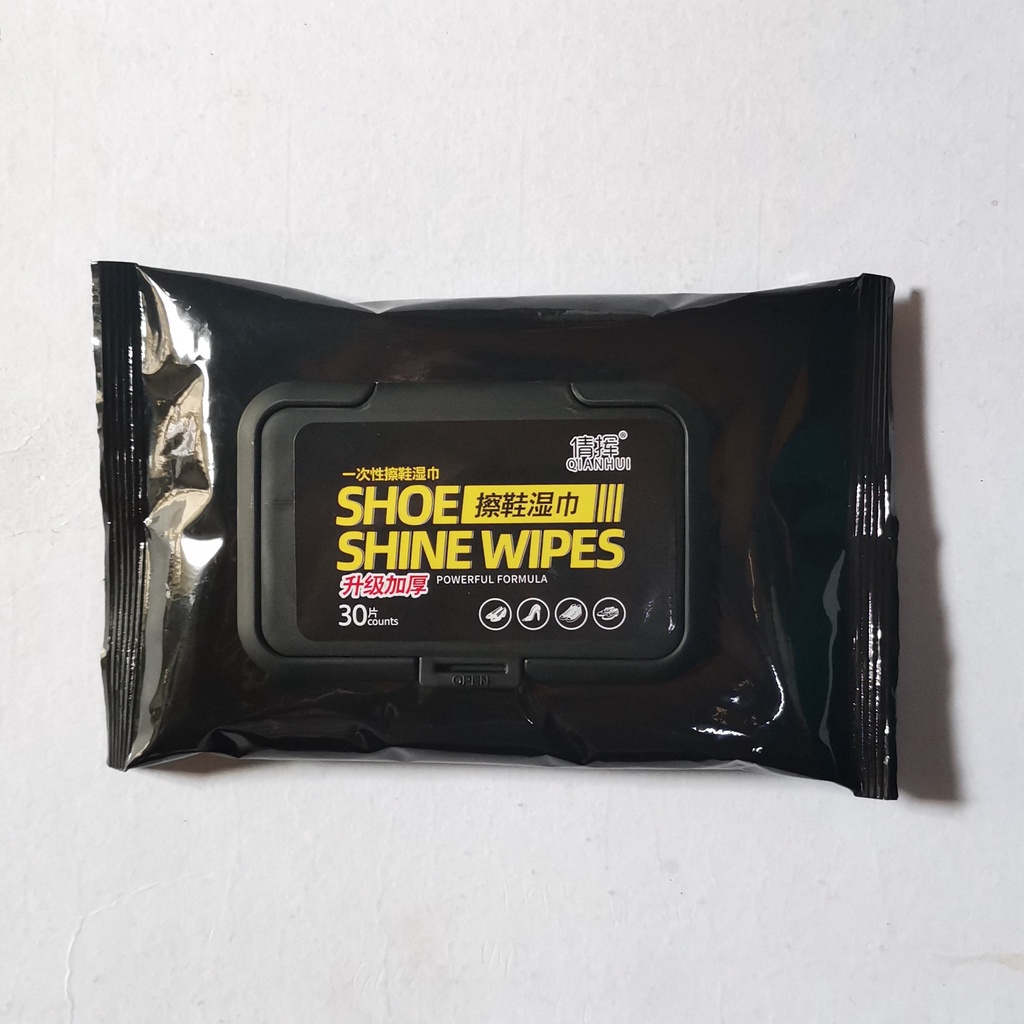 倩挥®
QIANHUI
一次性擦鞋湿巾
SHOE 擦鞋湿巾
SHINE WIPES
升级加厚 POWERFUL FORMULA
30片
counts
OPEN